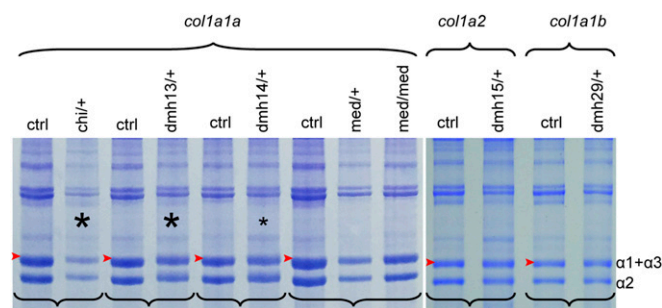 col1a1a col1a2 col1a1b
ctrl chi/+ ctrl dmh13/+ ctrl dmh14/+ ctrl med/+ med/med ctrl dmh15/+ ctrl dmh29/+
* * *
α1+α3
α2